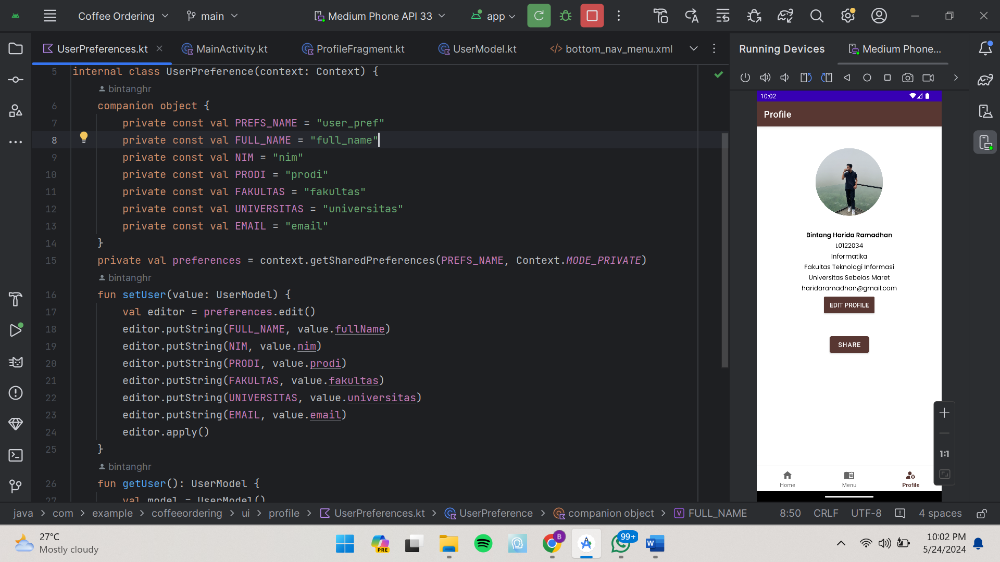 Coffee Ordering
main
Medium Phone API 33
app
UserPreferences.kt
MainActivity.kt
ProfileFragment.kt
UserModel.kt
bottom_nav_menu.xml
Running Devices
Medium Phone...
5 internal class UserPreference(context: Context) {
bintanghr
6 companion object {
7 private const val PREFS_NAME = "user_pref"
8 private const val FULL_NAME = "full_name"
9 private const val NIM = "nim"
10 private const val PRODI = "prodi"
11 private const val FAKULTAS = "fakultas"
12 private const val UNIVERSITAS = "universitas"
13 private const val EMAIL = "email"
14 }
15 private val preferences = context.getSharedPreferences(PREFS_NAME, Context.MODE_PRIVATE)
bintanghr
16 fun setUser(value: UserModel) {
17 val editor = preferences.edit()
18 editor.putString(FULL_NAME, value.fullName)
19 editor.putString(NIM, value.nim)
20 editor.putString(PRODI, value.prodi)
21 editor.putString(FAKULTAS, value.fakultas)
22 editor.putString(UNIVERSITAS, value.universitas)
23 editor.putString(EMAIL, value.email)
24 editor.apply()
25 }
bintanghr
26 fun getUser(): UserModel {
27 val model = UserModel()
10:02
Profile
Bintang Harida Ramadhan
L0122034
Informatika
Fakultas Teknologi Informasi
Universitas Sebelas Maret
haridaramadhan@gmail.com
EDIT PROFILE
SHARE
1:1
Home
Menu
Profile
java > com > example > coffeeordering > ui > profile > UserPreferences.kt > UserPreference > companion object > V FULL_NAME
8:50 CRLF UTF-8 4 spaces
27°C
Mostly cloudy
PRE
B
99+
W
10:02 PM
5/24/2024